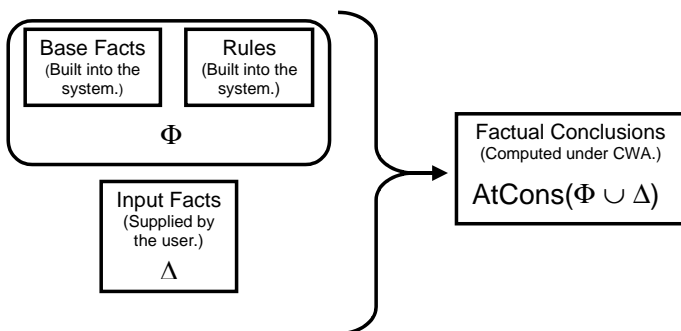 Base Facts
(Built into the
system.)
Rules
(Built into the
system.)
Φ
Input Facts
(Supplied by
the user.)
Δ
Factual Conclusions
(Computed under CWA.)
AtCons(Φ ∪ Δ)